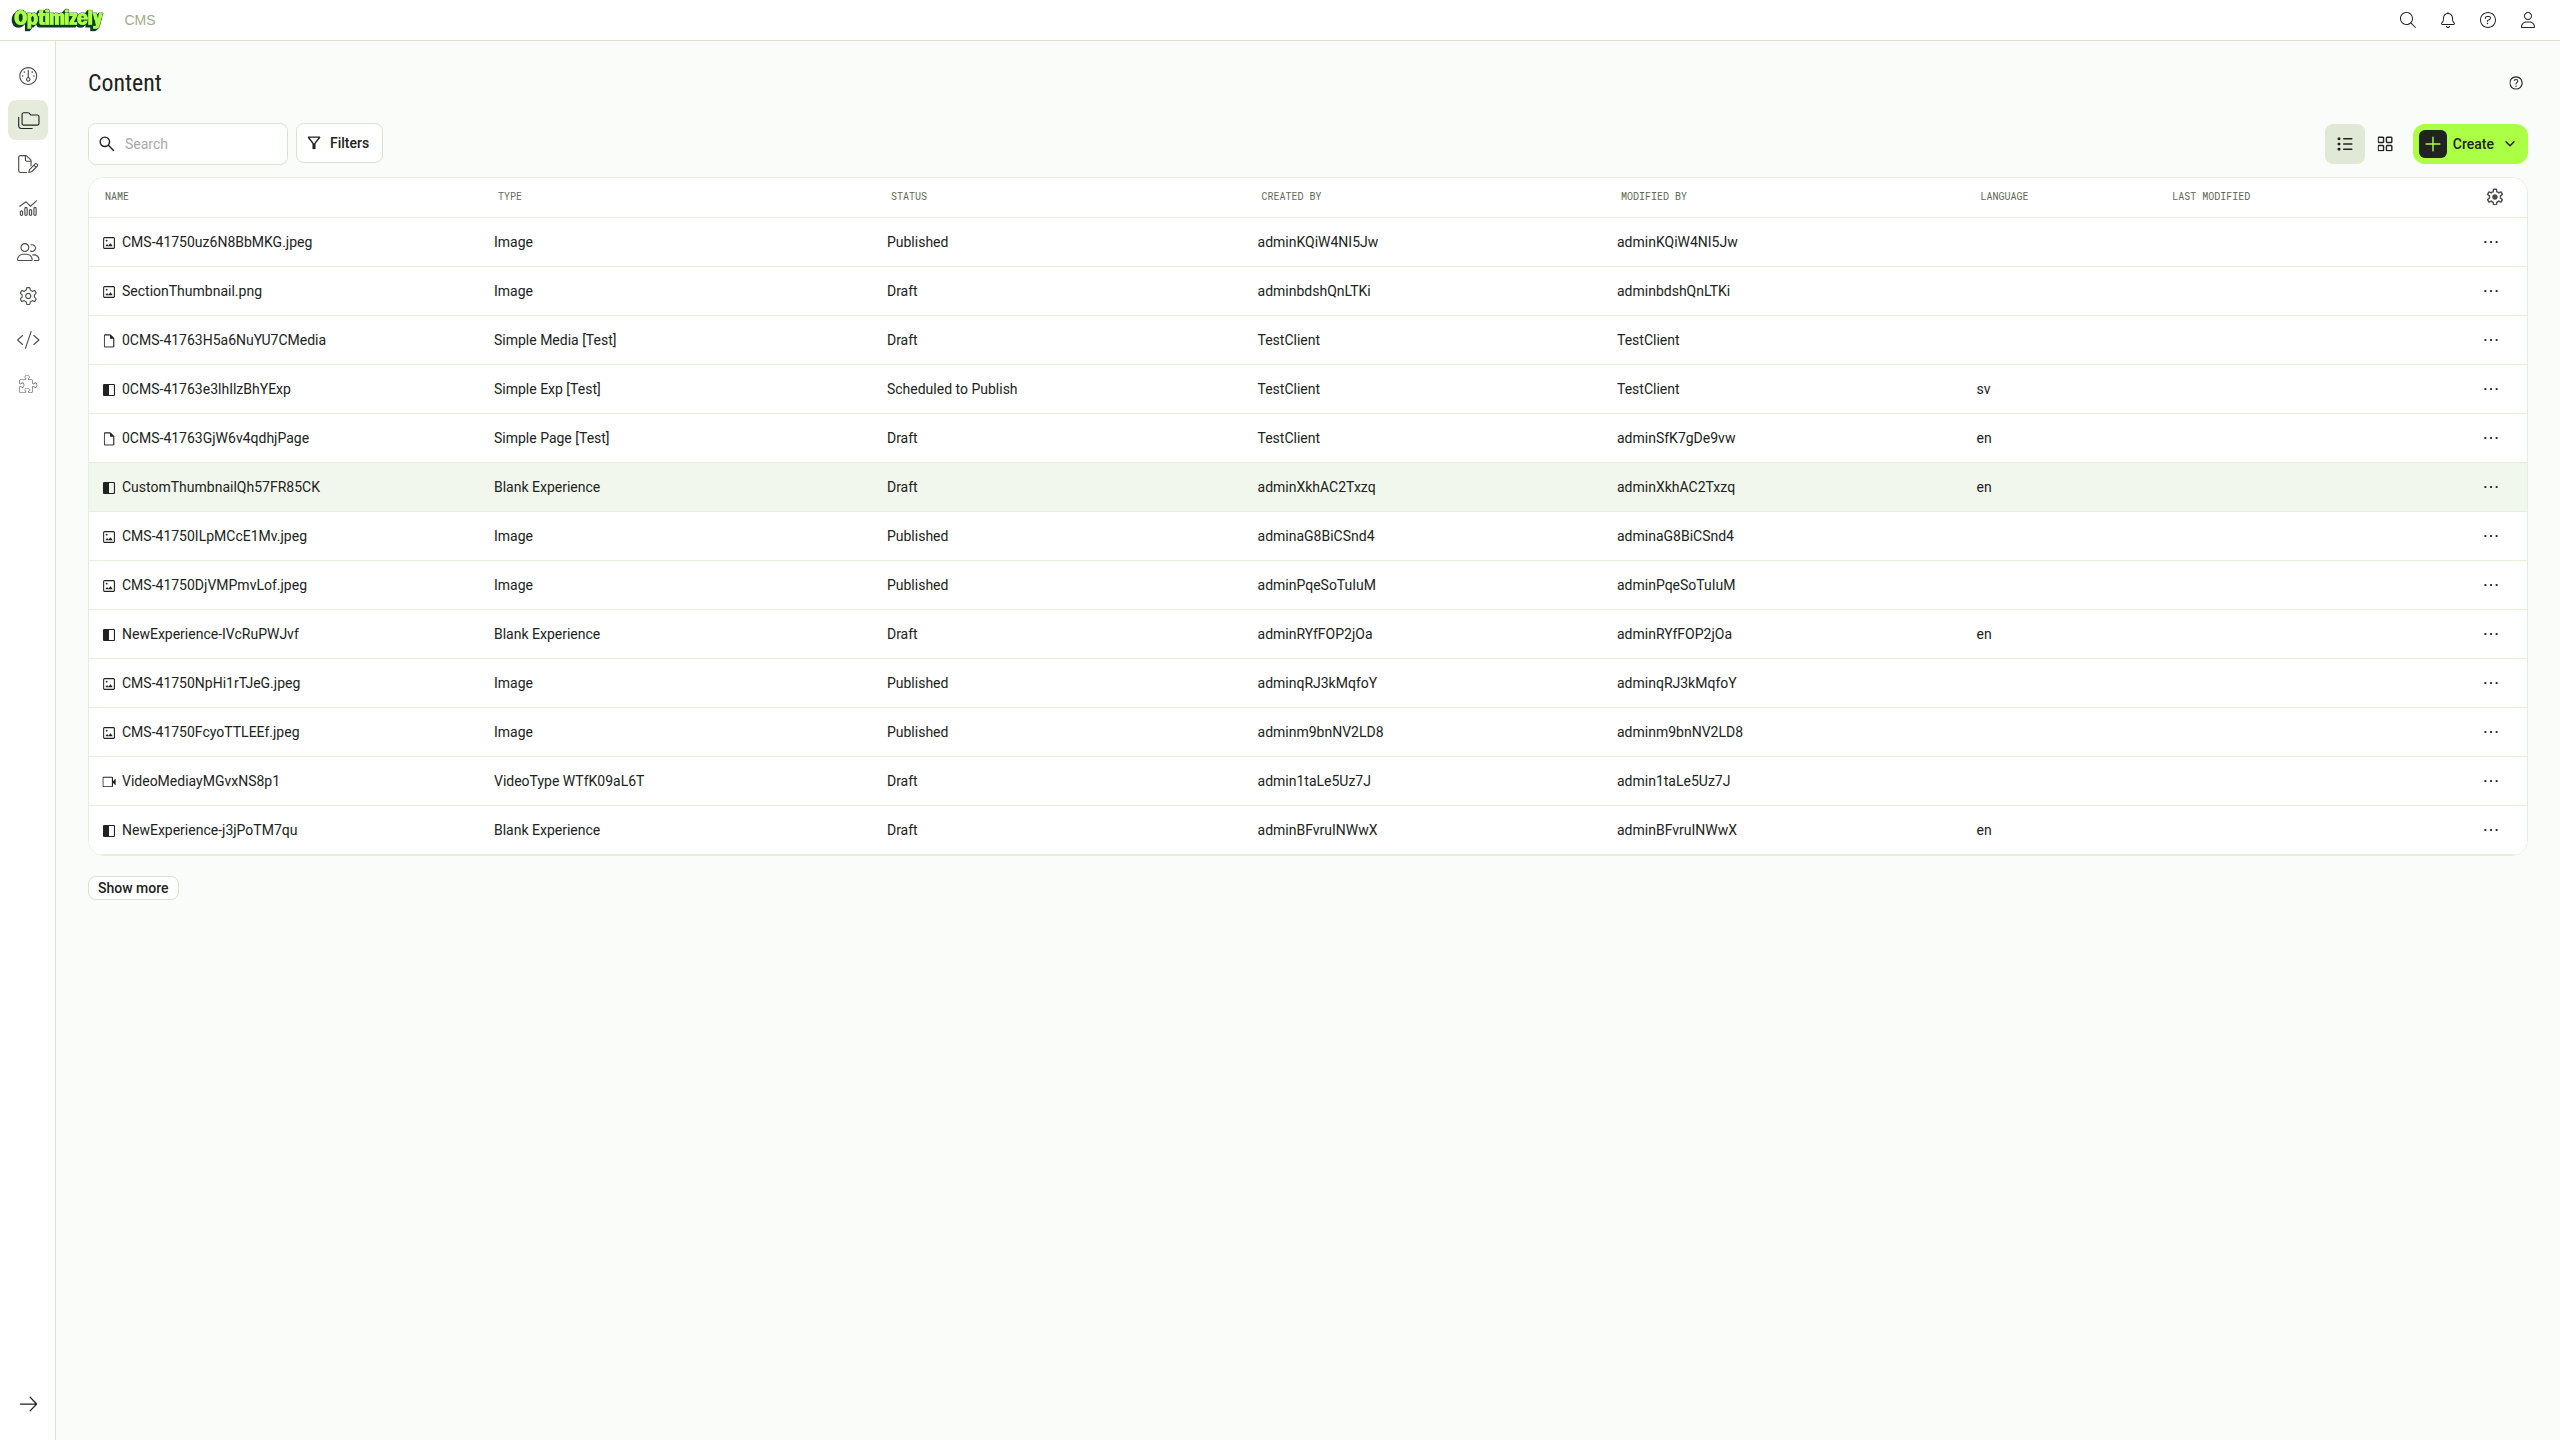 Optimizely CMS
Content
Search Filters Create
NAME TYPE STATUS CREATED BY MODIFIED BY LANGUAGE LAST MODIFIED
CMS-41750uz6N8BbMKG.jpeg Image Published adminKQiW4NI5Jw adminKQiW4NI5Jw
SectionThumbnail.png Image Draft adminbdshQnLTKi adminbdshQnLTKi
0CMS-41763H5a6NuYU7CMedia Simple Media [Test] Draft TestClient TestClient
0CMS-41763e3lhIlzBhYExp Simple Exp [Test] Scheduled to Publish TestClient TestClient sv
0CMS-41763GjW6v4qdhjPage Simple Page [Test] Draft TestClient adminSfK7gDe9vw en
CustomThumbnailQh57FR85CK Blank Experience Draft adminXkhAC2Txzq adminXkhAC2Txzq en
CMS-41750ILpMCcE1Mv.jpeg Image Published adminaG8BiCSnd4 adminaG8BiCSnd4
CMS-41750DjVMPmvLof.jpeg Image Published adminPqeSoTuIuM adminPqeSoTuIuM
NewExperience-IVcRuPWJvf Blank Experience Draft adminRYfFOP2jOa adminRYfFOP2jOa en
CMS-41750NpHi1rTJeG.jpeg Image Published adminqRJ3kMqfoY adminqRJ3kMqfoY
CMS-41750FcyoTTLEEf.jpeg Image Published adminm9bnNV2LD8 adminm9bnNV2LD8
VideoMediayMGvxNS8p1 VideoType WTfK09aL6T Draft admin1taLe5Uz7J admin1taLe5Uz7J
NewExperience-j3jPoTM7qu Blank Experience Draft adminBFvruINWwX adminBFvruINWwX en
Show more